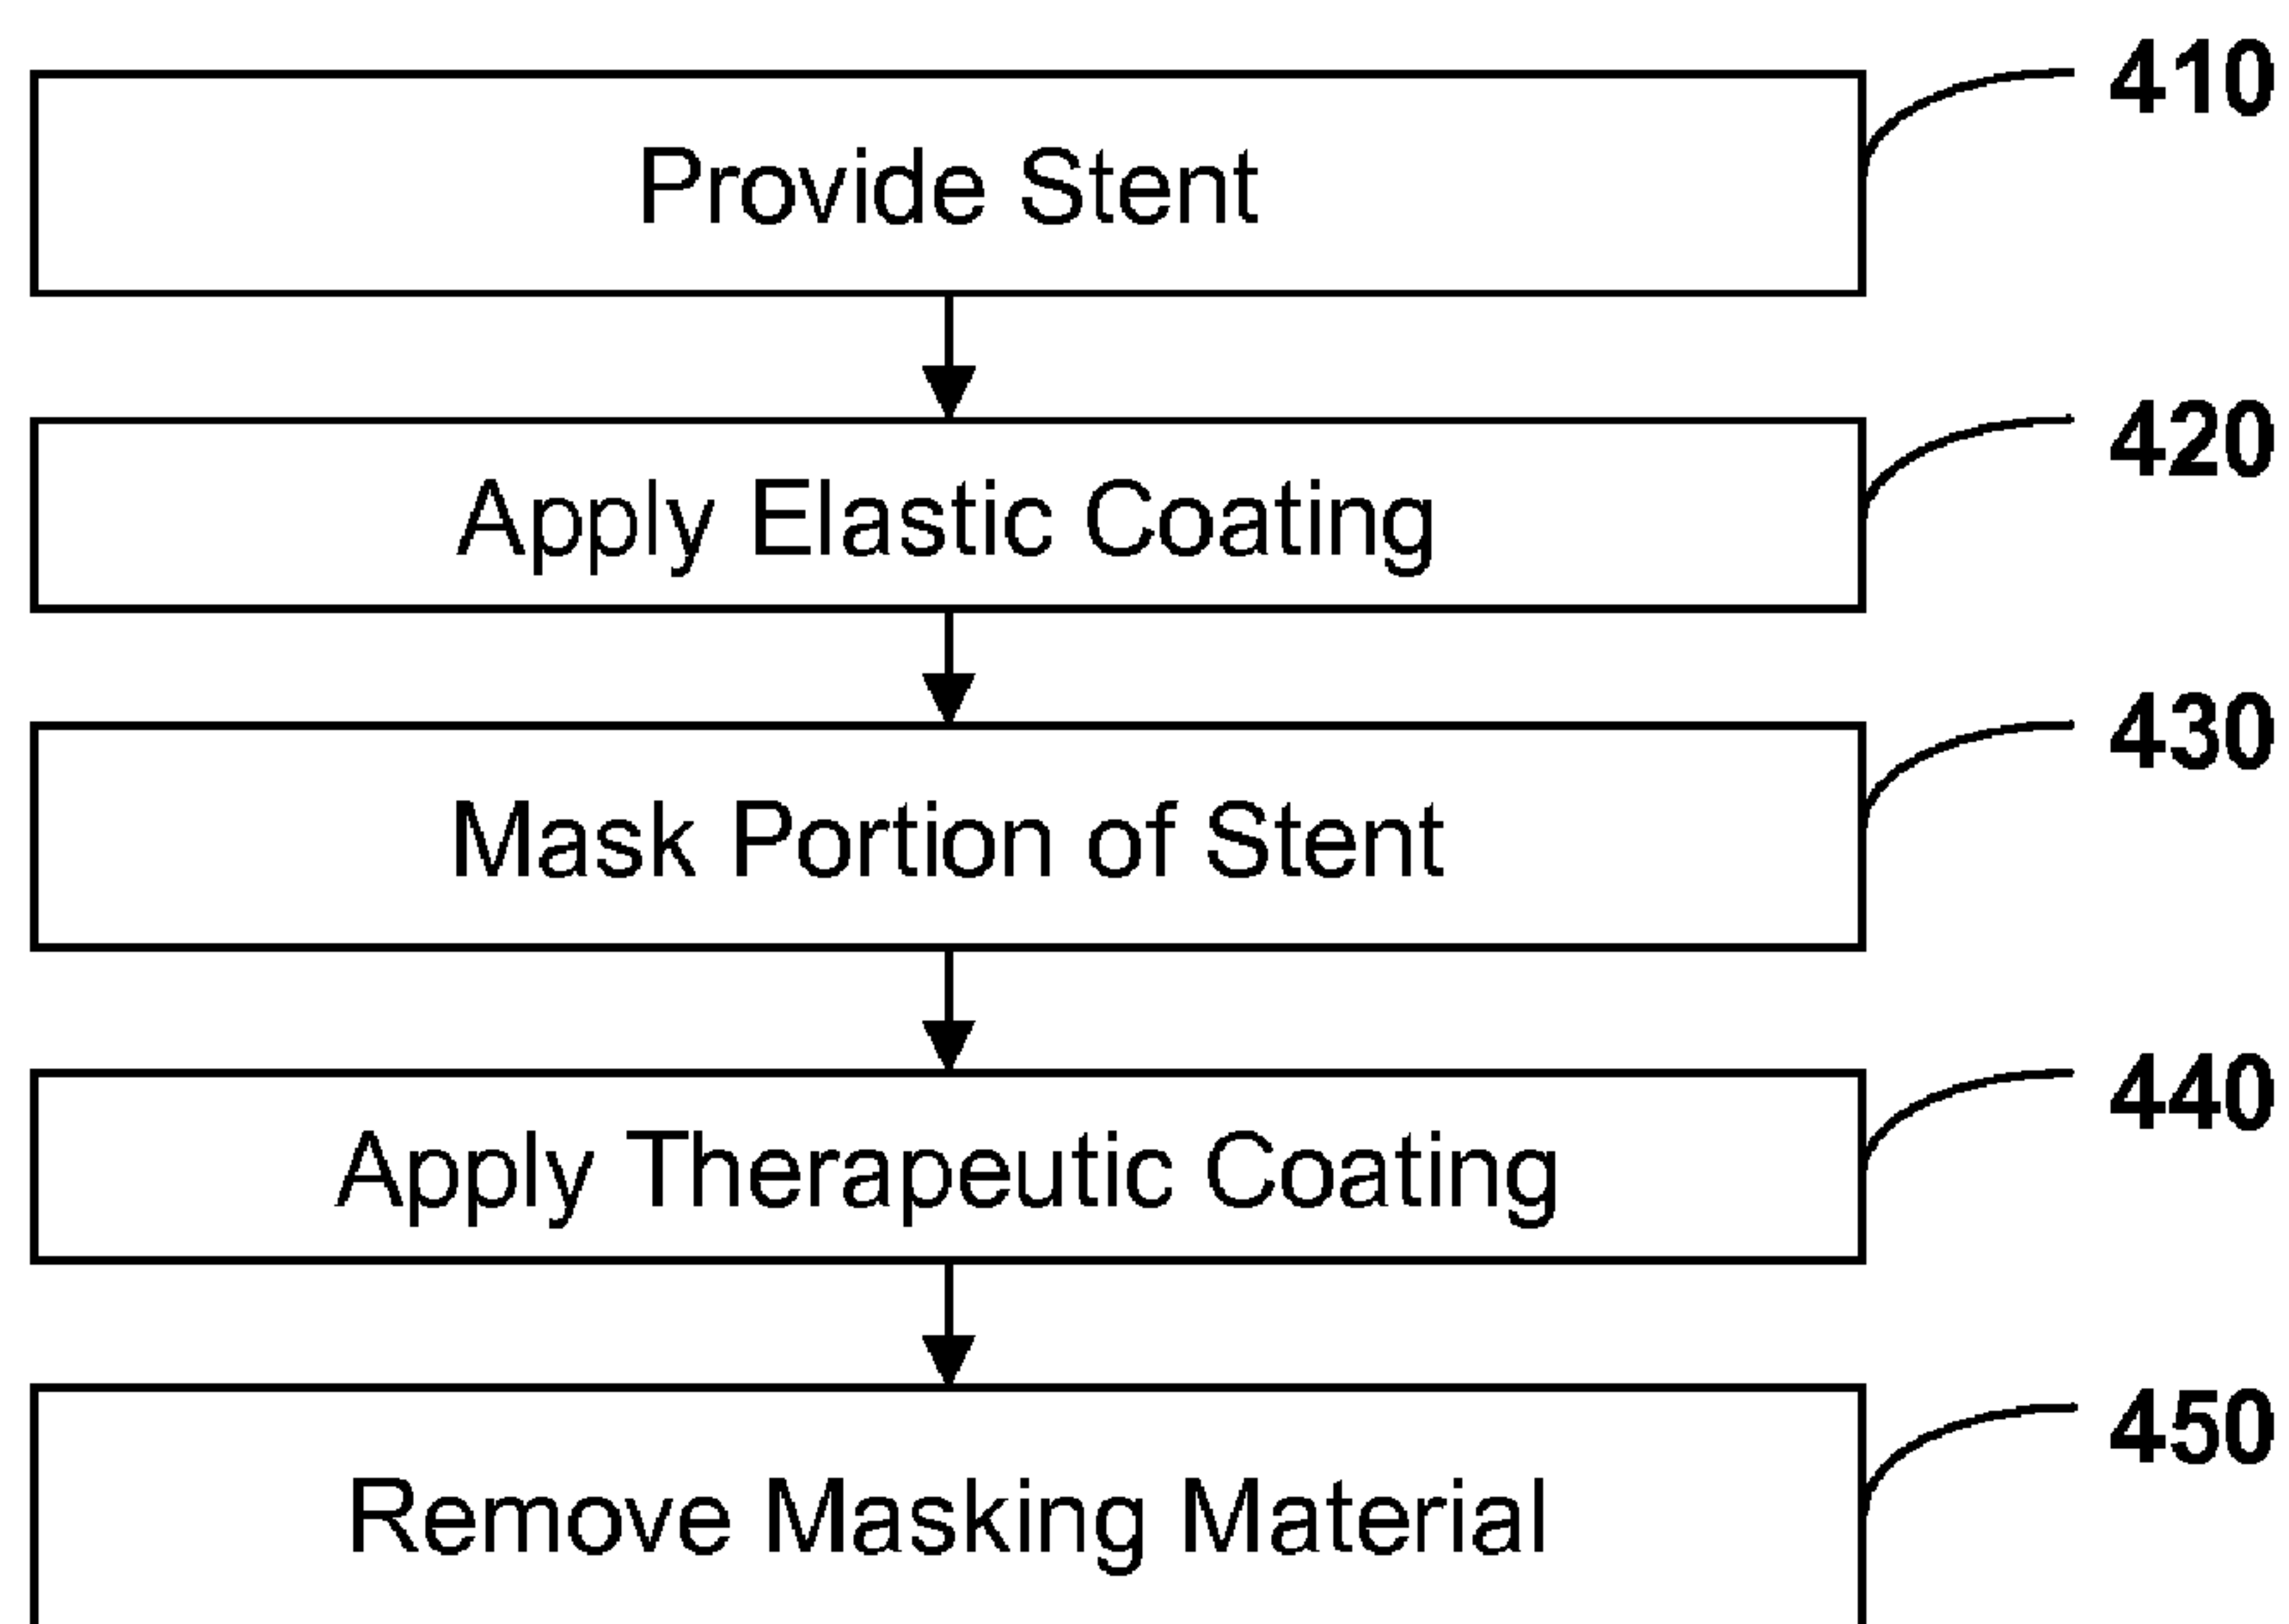 410
Provide Stent
420
Apply Elastic Coating
430
Mask Portion of Stent
440
Apply Therapeutic Coating
450
Remove Masking Material